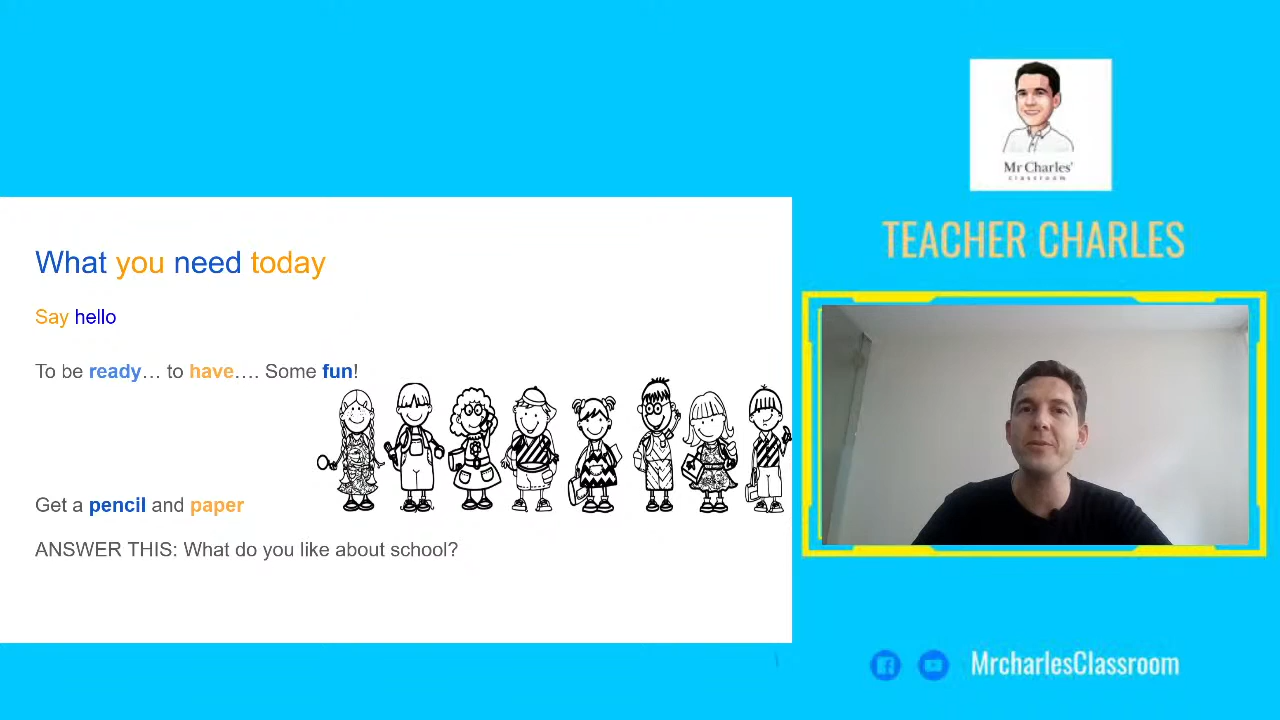 What you need today
Say hello
To be ready… to have…. Some fun!
Get a pencil and paper
ANSWER THIS: What do you like about school?
Mr Charles'
classroom
TEACHER CHARLES
MrcharlesClassroom